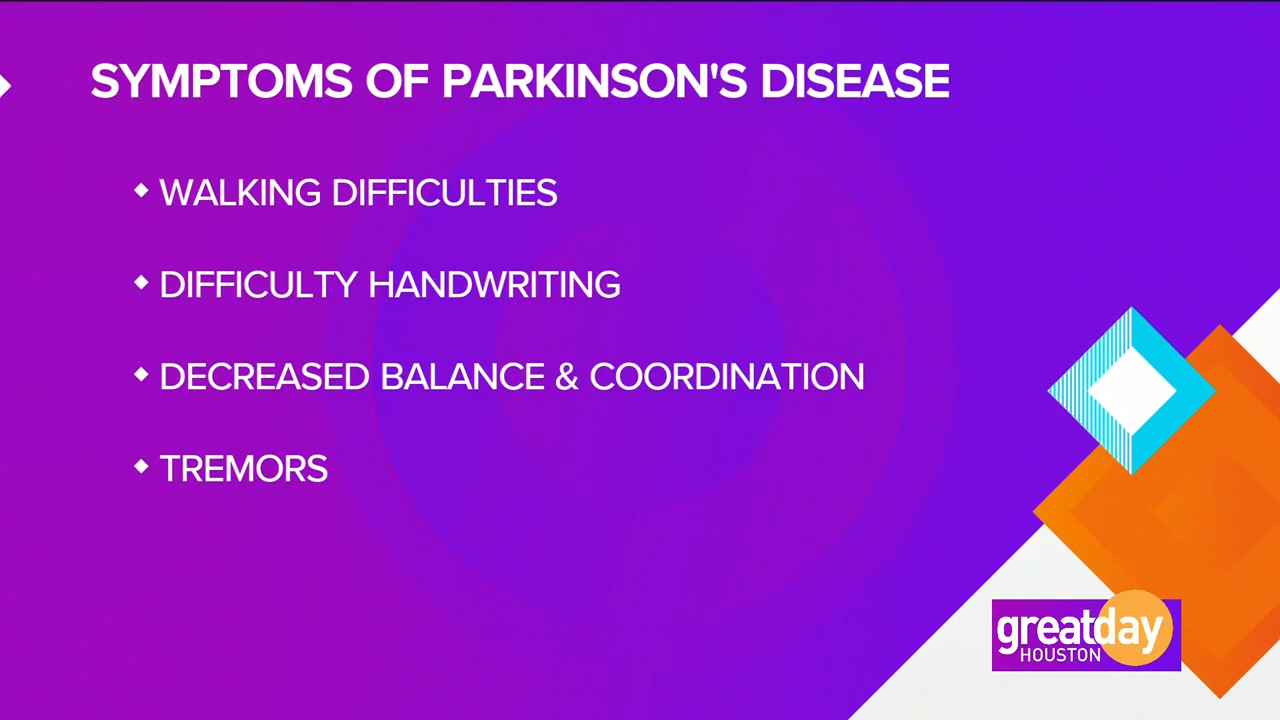 SYMPTOMS OF PARKINSON'S DISEASE
WALKING DIFFICULTIES
DIFFICULTY HANDWRITING
DECREASED BALANCE & COORDINATION
TREMORS
greatday
HOUSTON